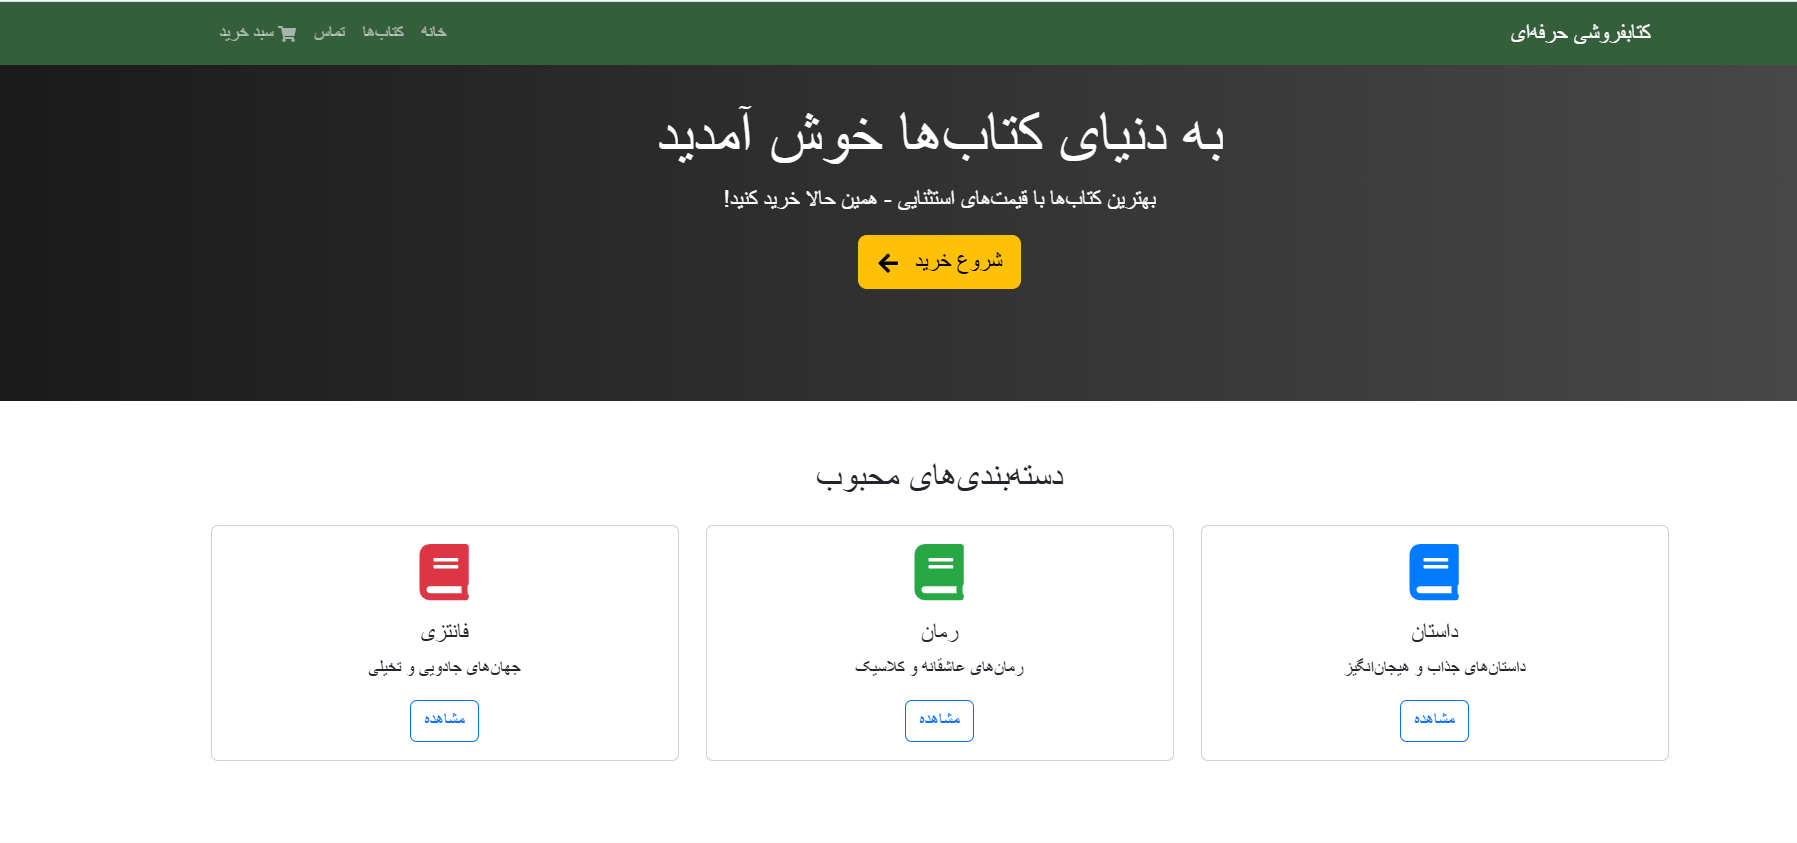 کتابفروشی حرفه‌ای
خانه
کتاب‌ها
تماس
سبد خرید
به دنیای کتاب‌ها خوش آمدید
بهترین کتاب‌ها با قیمت‌های استثنایی - همین حالا خرید کنید!
شروع خرید
دسته‌بندی‌های محبوب
داستان
داستان‌های جذاب و هیجان‌انگیز
مشاهده
رمان
رمان‌های عاشقانه و کلاسیک
مشاهده
فانتزی
جهان‌های جادویی و تخیلی
مشاهده